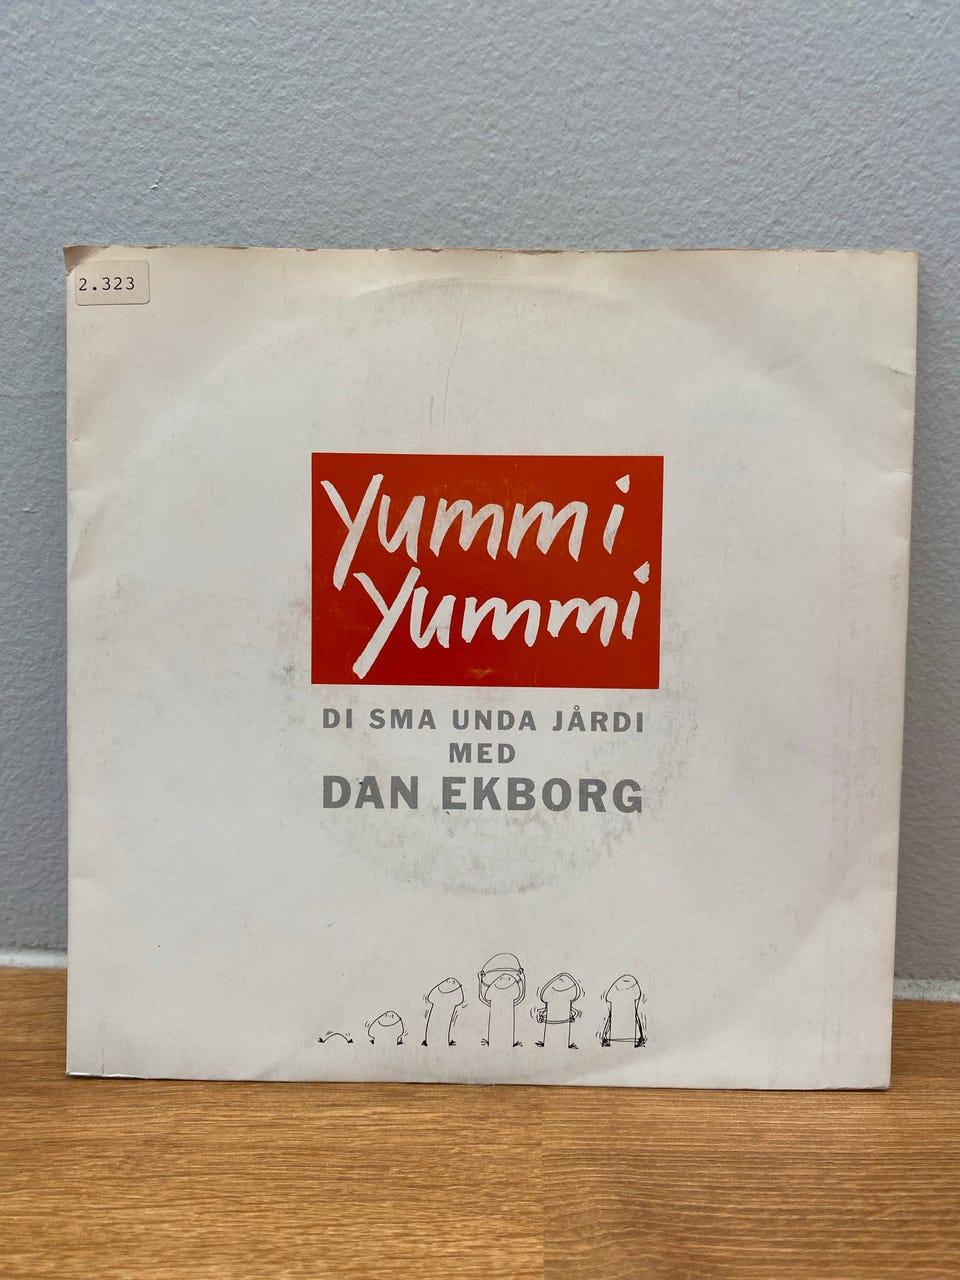 2.323
Yummi
Yummi
DI SMA UNDA JÅRDI
MED
DAN EKBORG